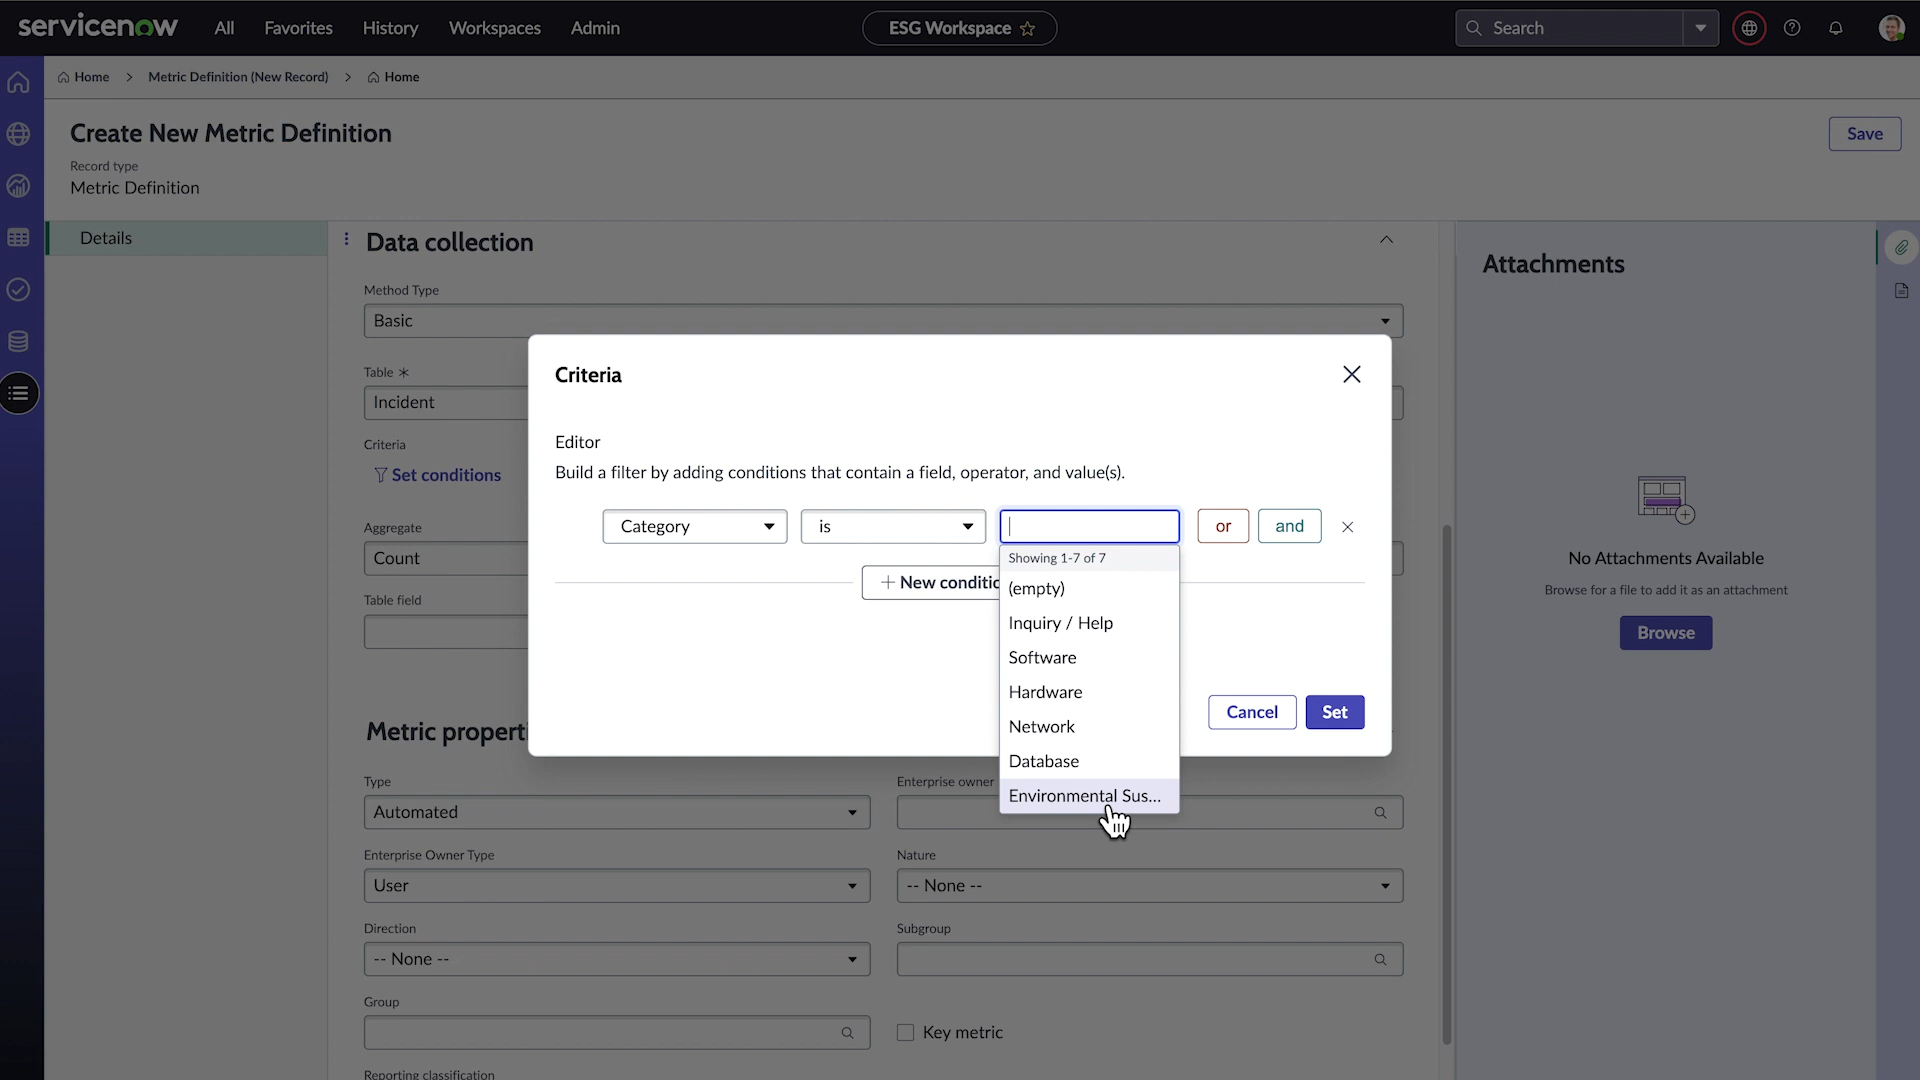 servicenow
All
Favorites
History
Workspaces
Admin
ESG Workspace
Search
Home
Metric Definition (New Record)
Home
Create New Metric Definition
Save
Record type
Metric Definition
Details
Data collection
Method Type
Basic
Table
Incident
Criteria
Set conditions
Aggregate
Count
Table field
Criteria
Editor
Build a filter by adding conditions that contain a field, operator, and value(s).
Category
is
or
and
+ New conditio
Showing 1-7 of 7
(empty)
Inquiry / Help
Software
Hardware
Network
Database
Environmental Sus...
Cancel
Set
Metric properti
Type
Automated
Enterprise owner
Enterprise Owner Type
User
Nature
-- None --
Direction
-- None --
Subgroup
Group
Key metric
Reporting classification
Attachments
No Attachments Available
Browse for a file to add it as an attachment
Browse